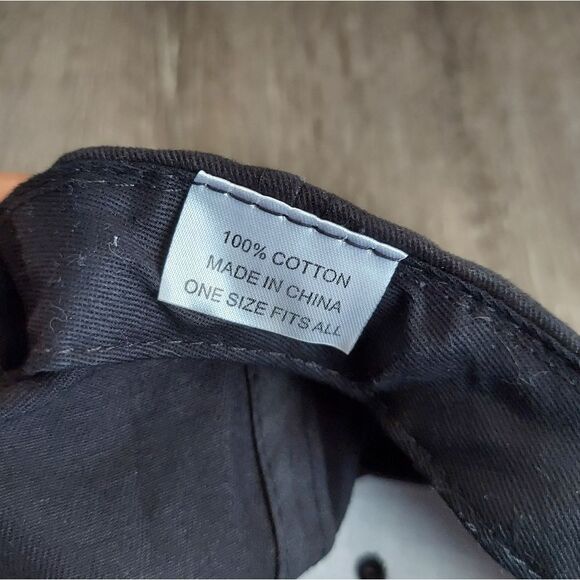 100% COTTON
MADE IN CHINA
ONE SIZE FITS ALL